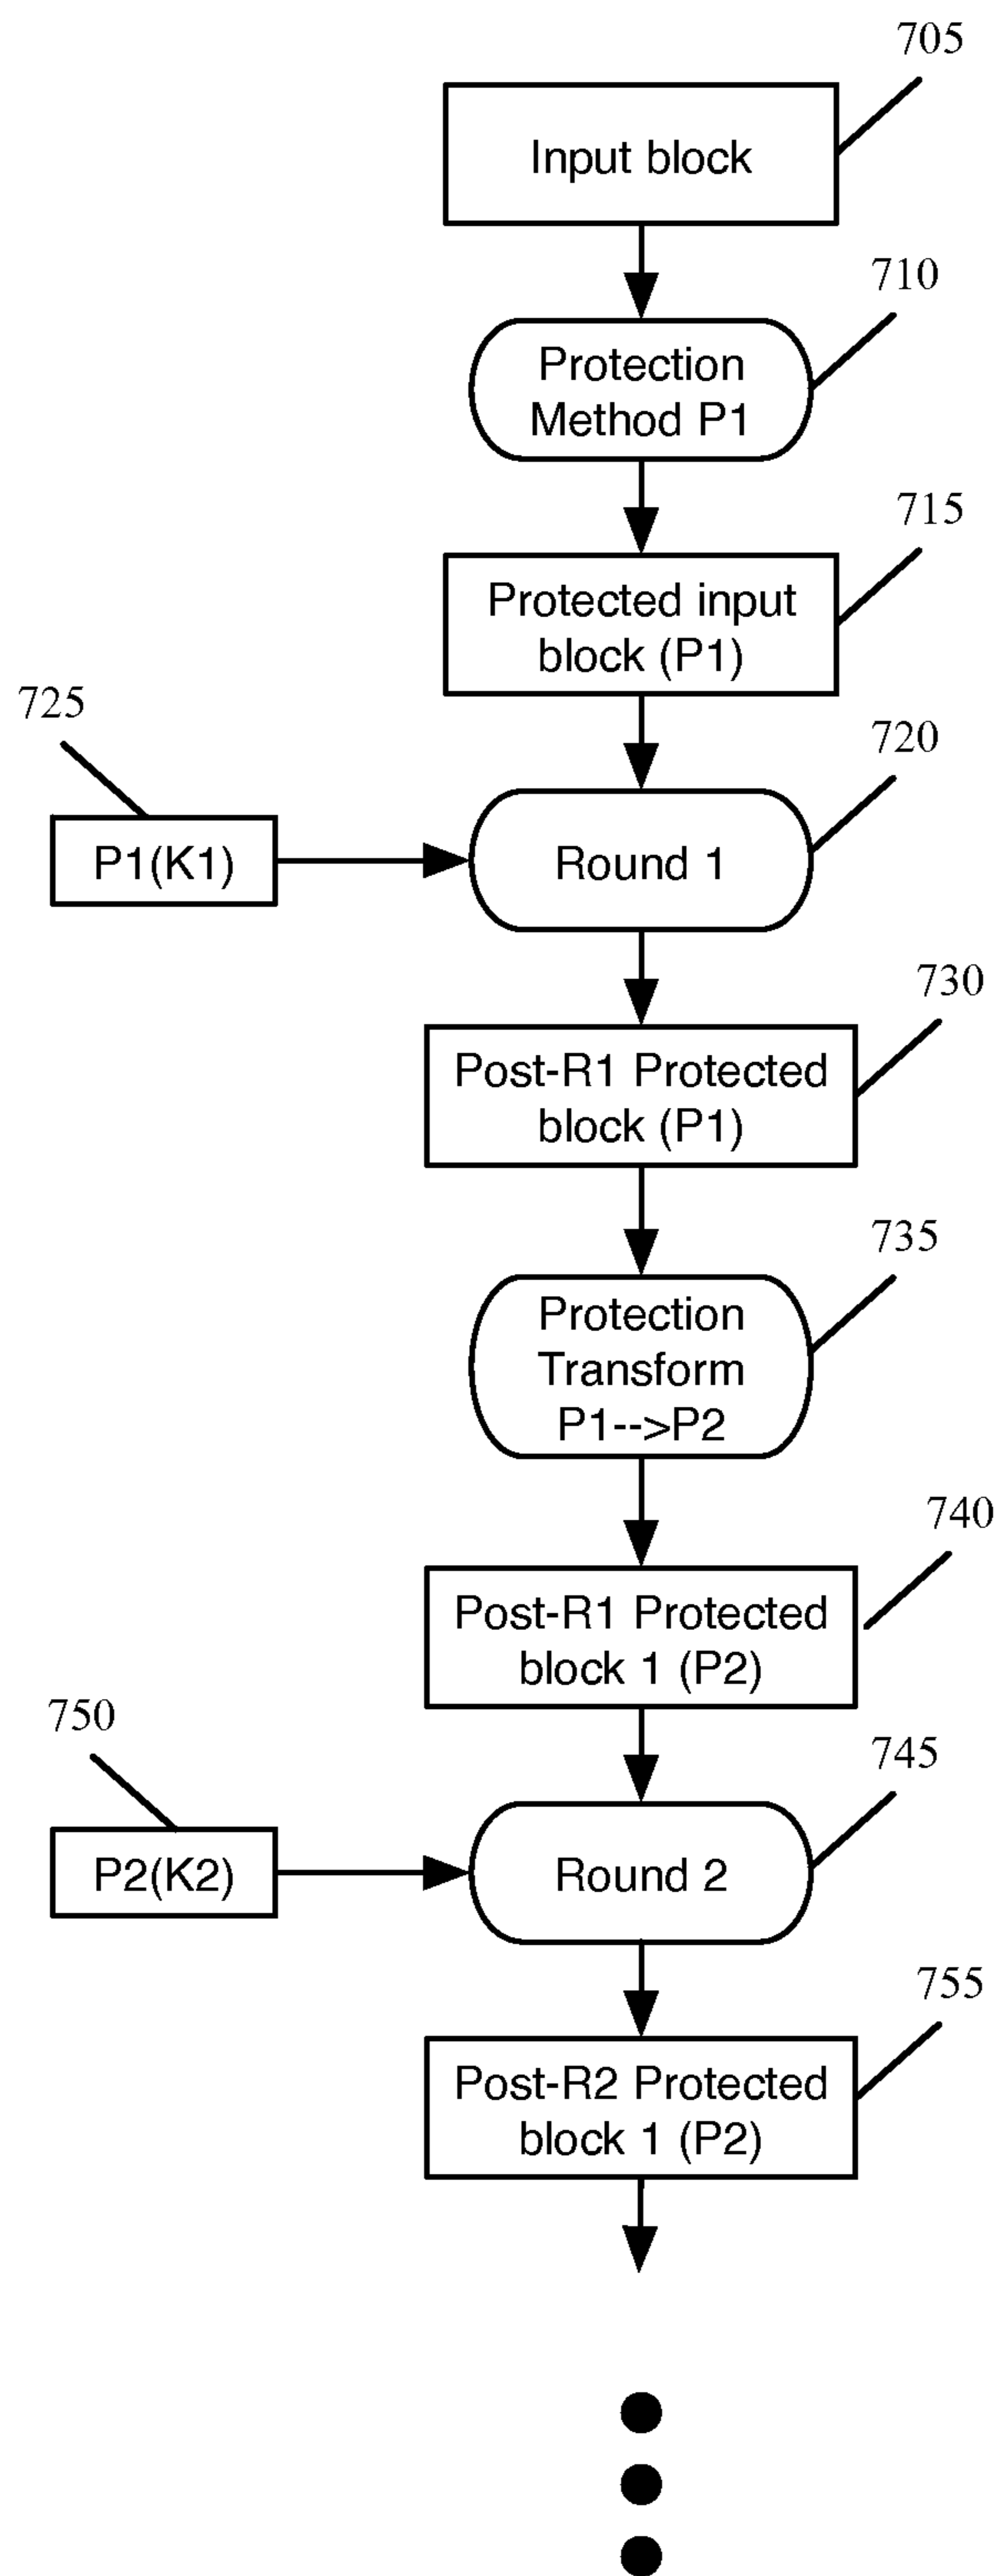 705
Input block
710
Protection
Method P1
715
Protected input
block (P1)
725
720
P1(K1)
Round 1
730
Post-R1 Protected
block (P1)
735
Protection
Transform
P1-->P2
740
Post-R1 Protected
block 1 (P2)
750
745
P2(K2)
Round 2
755
Post-R2 Protected
block 1 (P2)